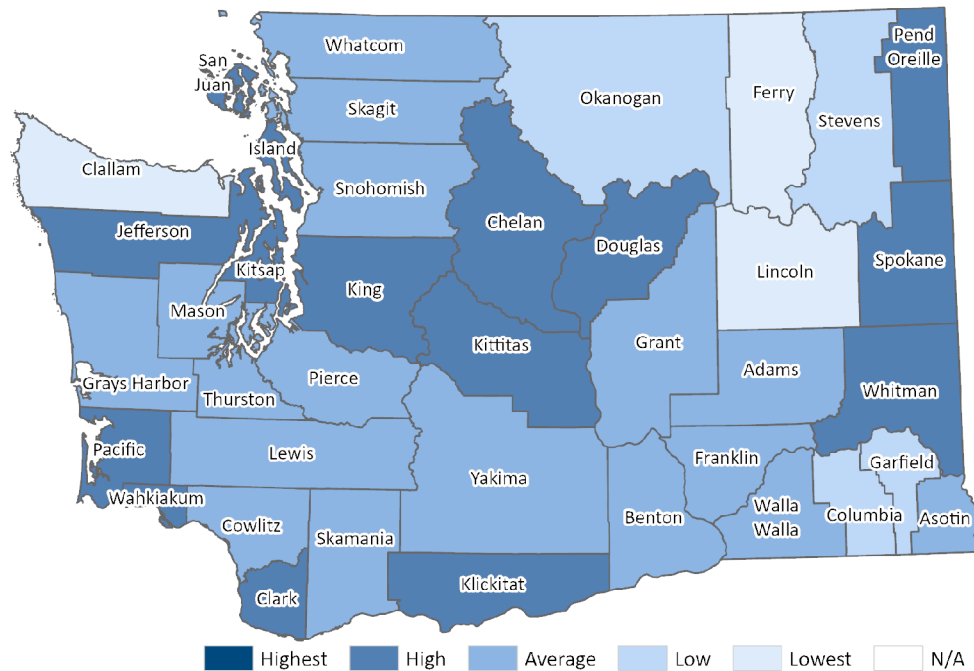 Whatcom
Pend
Oreille
San
Juan
Skagit
Okanogan
Ferry
Stevens
Island
Clallam
Snohomish
Chelan
Jefferson
Douglas
Spokane
Kitsap
King
Lincoln
Mason
Kittitas
Grant
Adams
Pierce
Grays Harbor
Thurston
Whitman
Pacific
Lewis
Yakima
Franklin
Garfield
Wahkiakum
Cowlitz
Skamania
Benton
Walla
Walla
Columbia
Asotin
Clark
Klickitat
Highest
High
Average
Low
Lowest
N/A